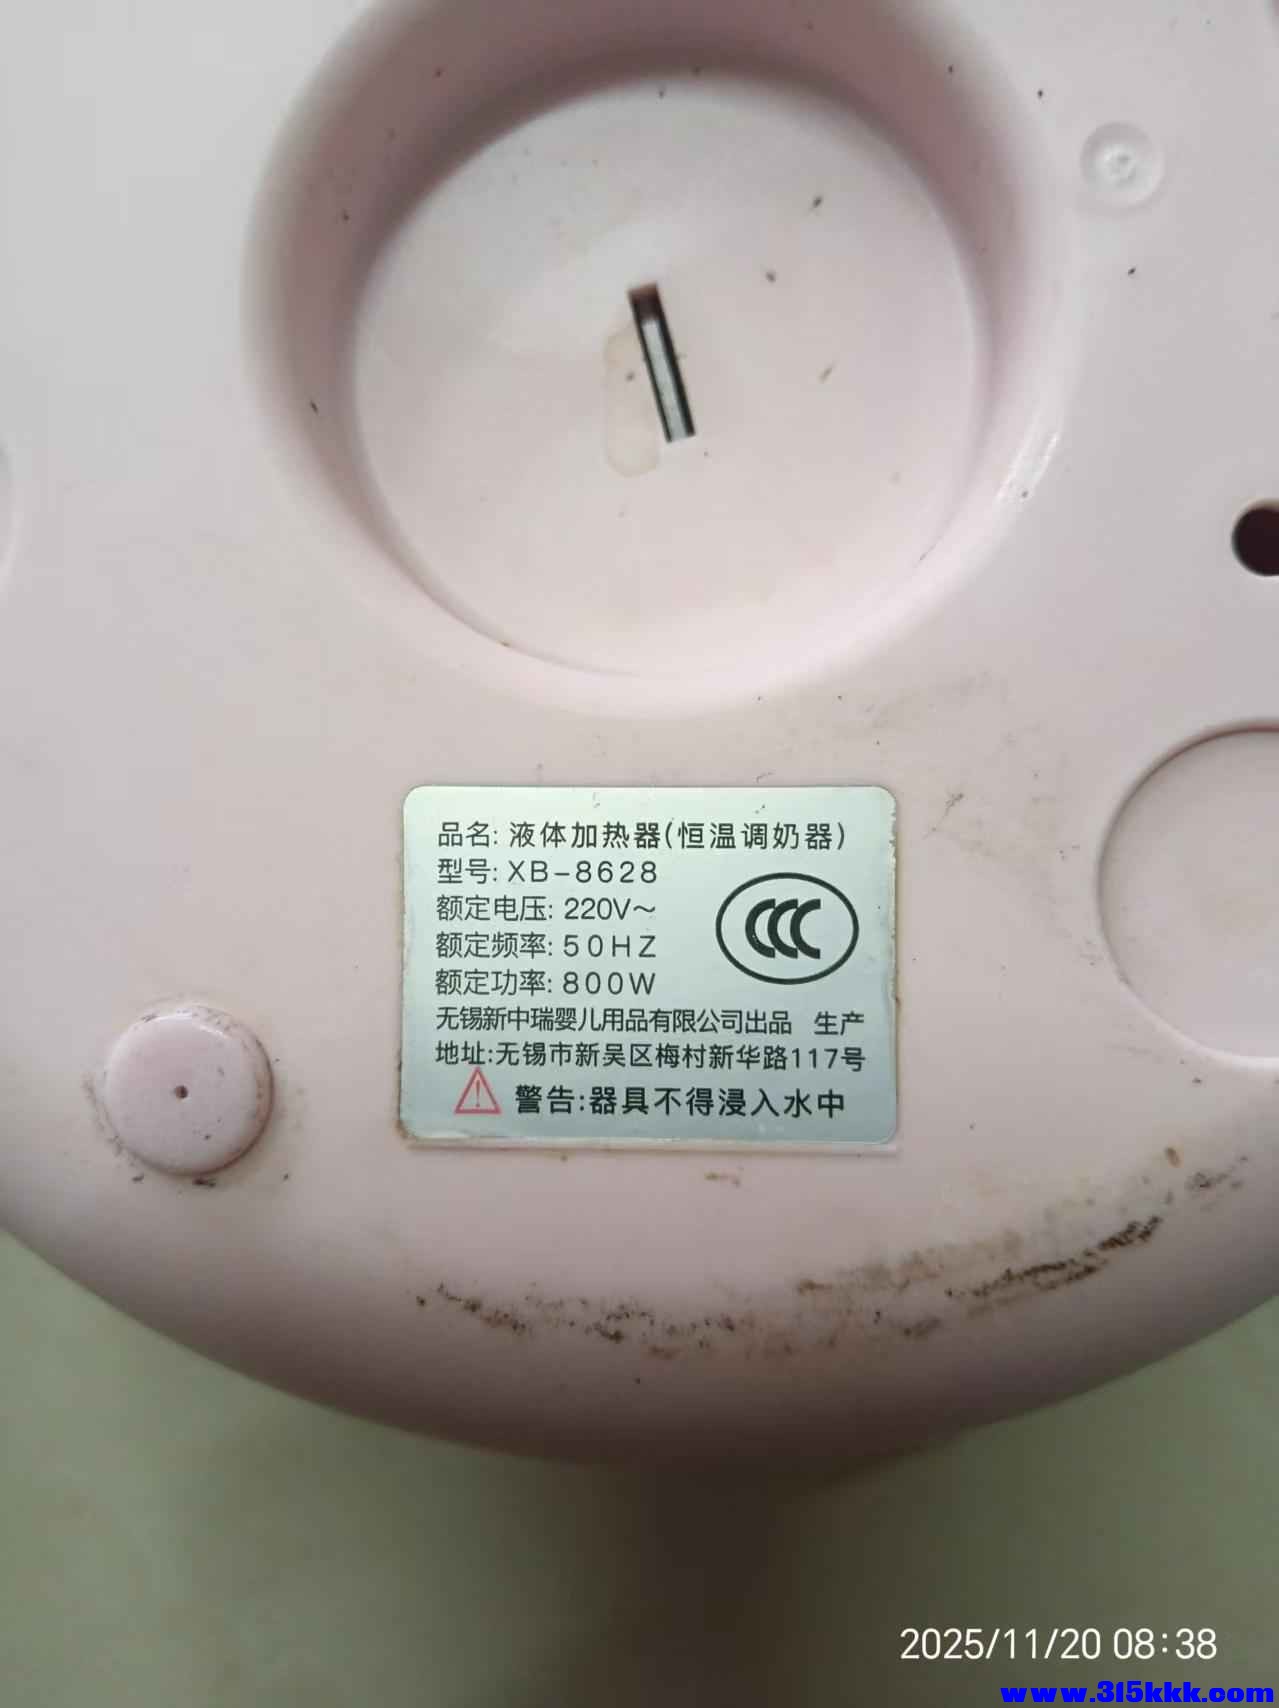 品名: 液体加热器(恒温调奶器)
型号: XB-8628
额定电压: 220V~
额定频率: 50HZ
额定功率: 800W
无锡新中瑞婴儿用品有限公司出品 生产
地址:无锡市新吴区梅村新华路117号
警告:器具不得浸入水中
2025/11/20 08:38
www.315kkk.com